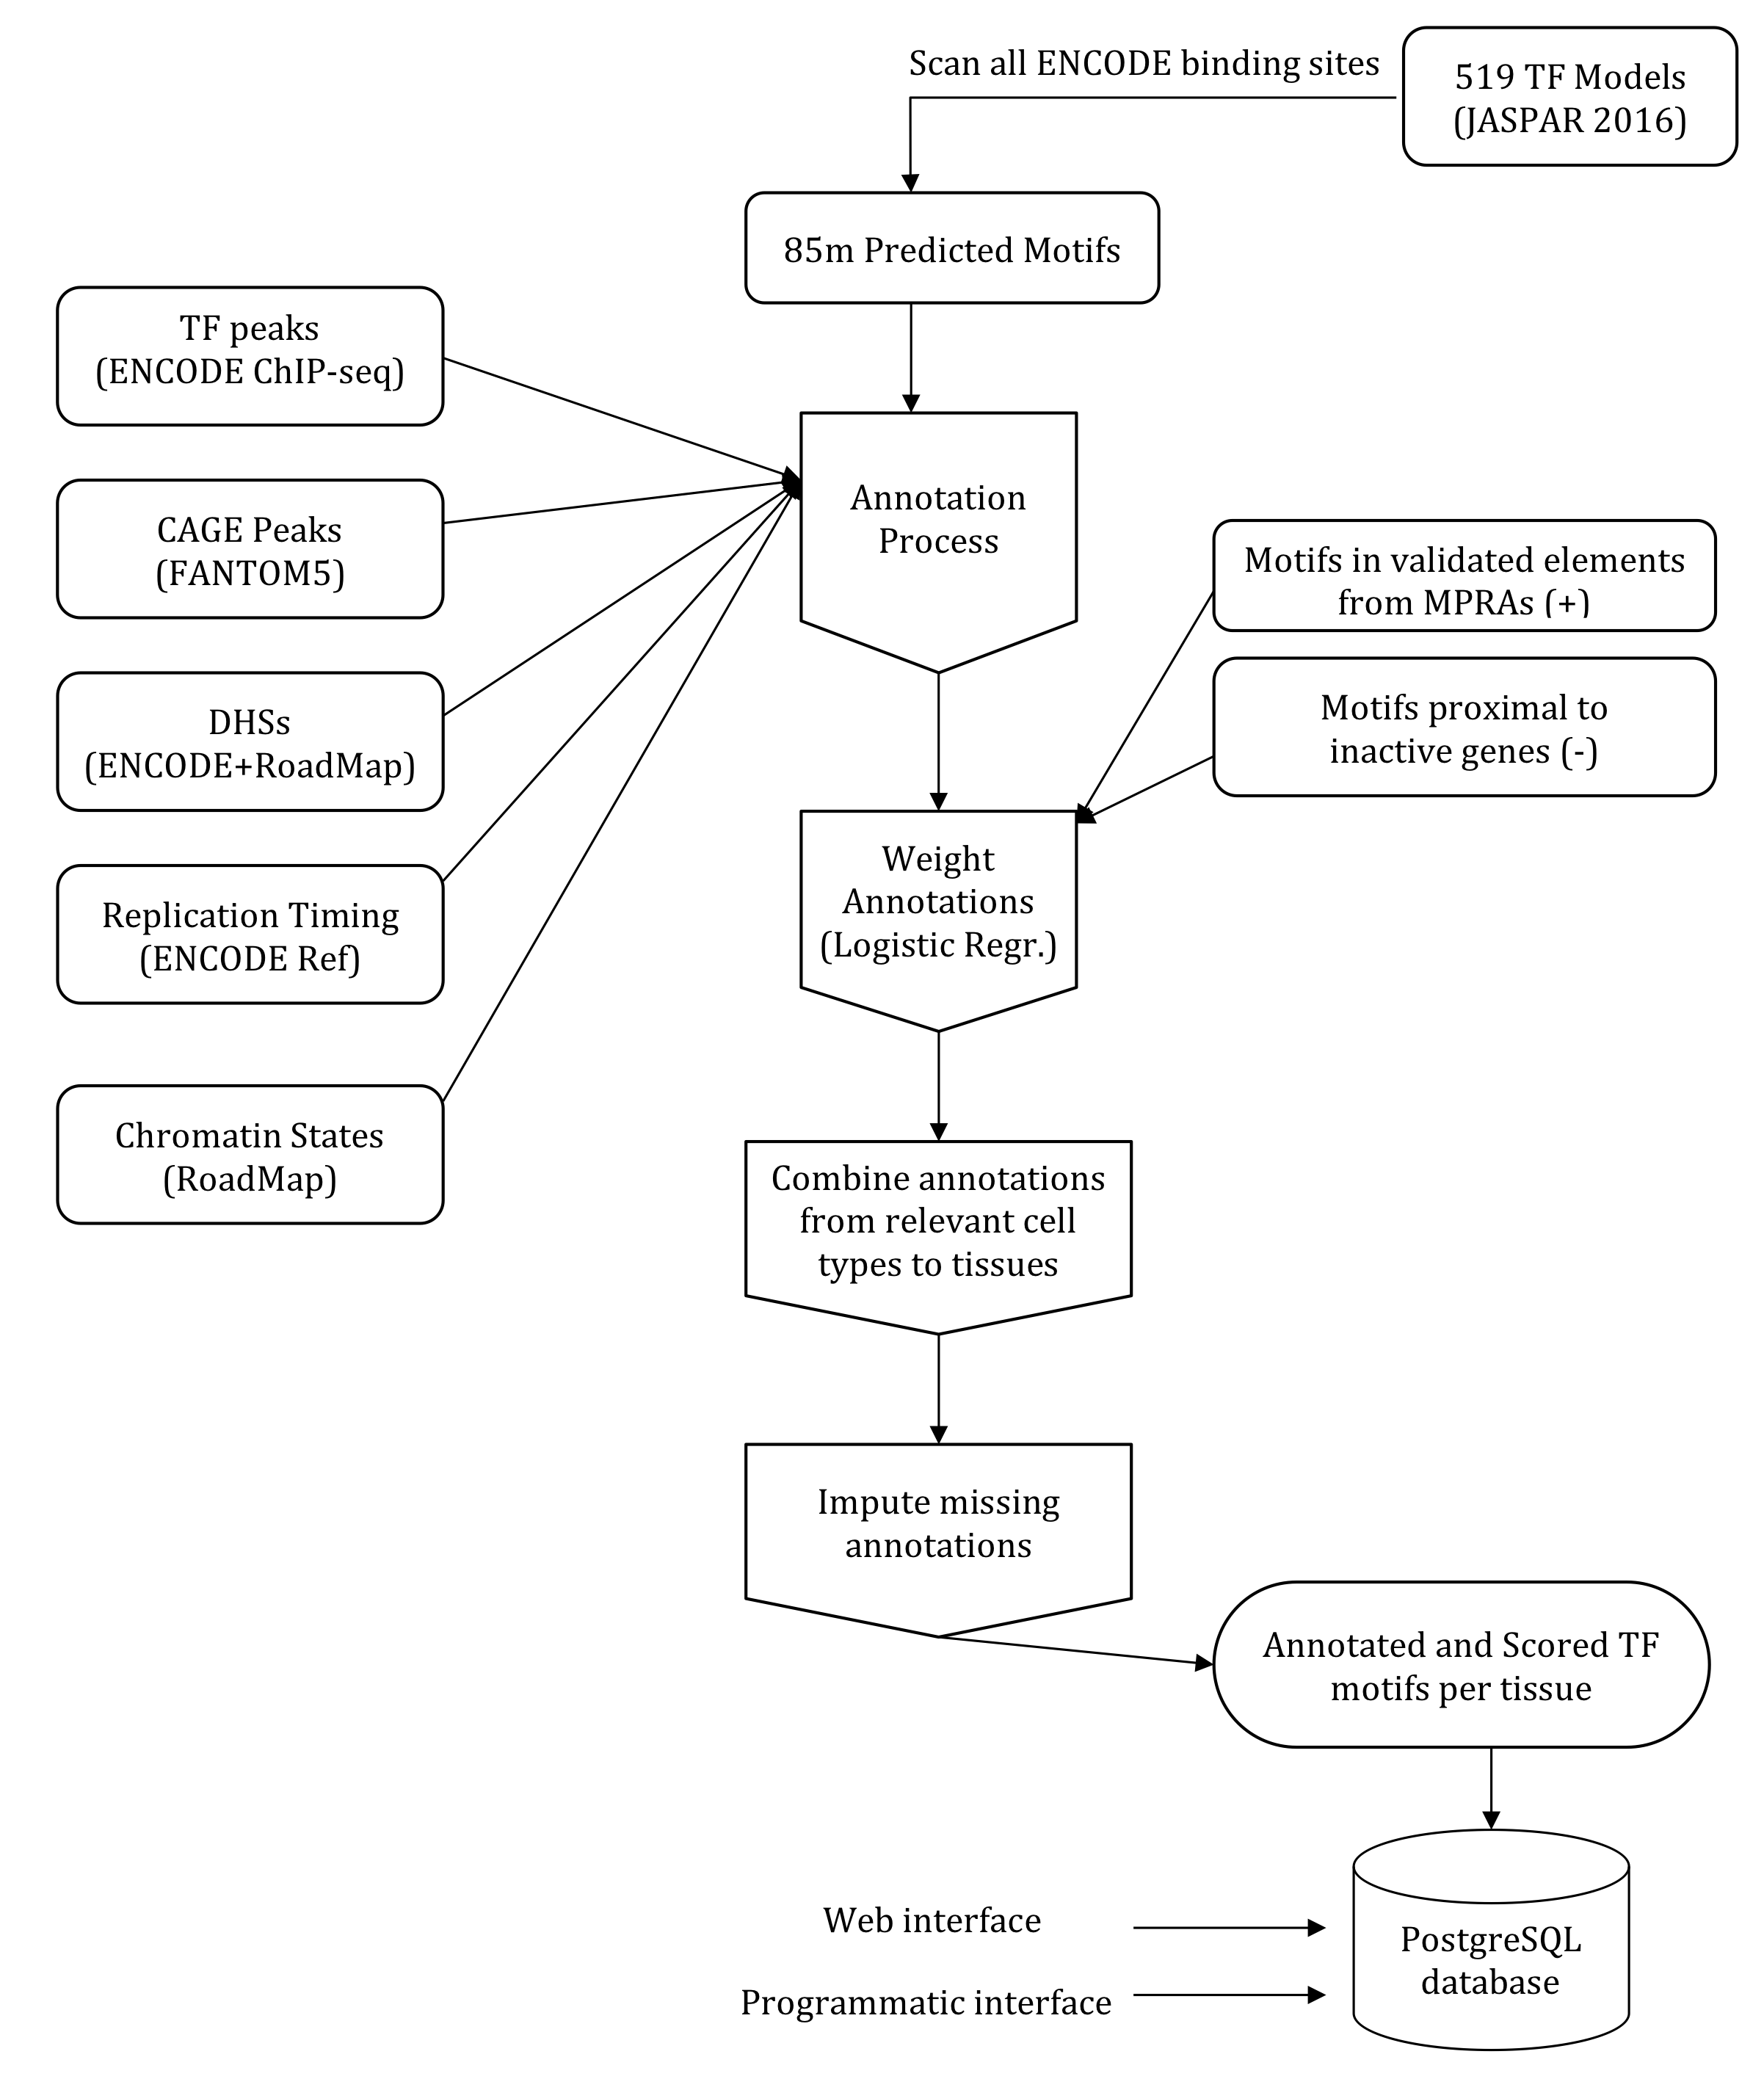 Scan all ENCODE binding sites
519 TF Models
(JASPAR 2016)
85m Predicted Motifs
TF peaks
(ENCODE ChIP-seq)
CAGE Peaks
(FANTOM5)
DHSs
(ENCODE+RoadMap)
Replication Timing
(ENCODE Ref)
Chromatin States
(RoadMap)
Annotation
Process
Motifs in validated elements
from MPRAs (+)
Motifs proximal to
inactive genes (-)
Weight
Annotations
(Logistic Regr.)
Combine annotations
from relevant cell
types to tissues
Impute missing
annotations
Annotated and Scored TF
motifs per tissue
Web interface
Programmatic interface
PostgreSQL
database